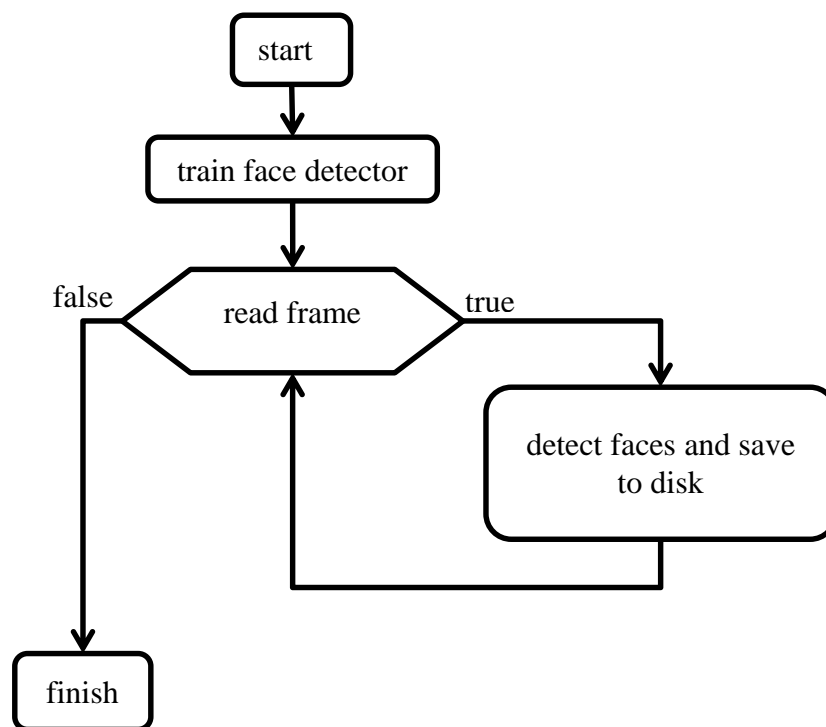 start
train face detector
false
read frame
true
detect faces and save
to disk
finish